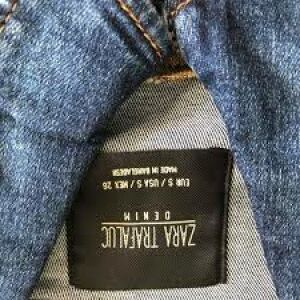 ZARA TRAFALUC
DENIM
EUR S / USA S / MEX 26
MADE IN BANGLADESH